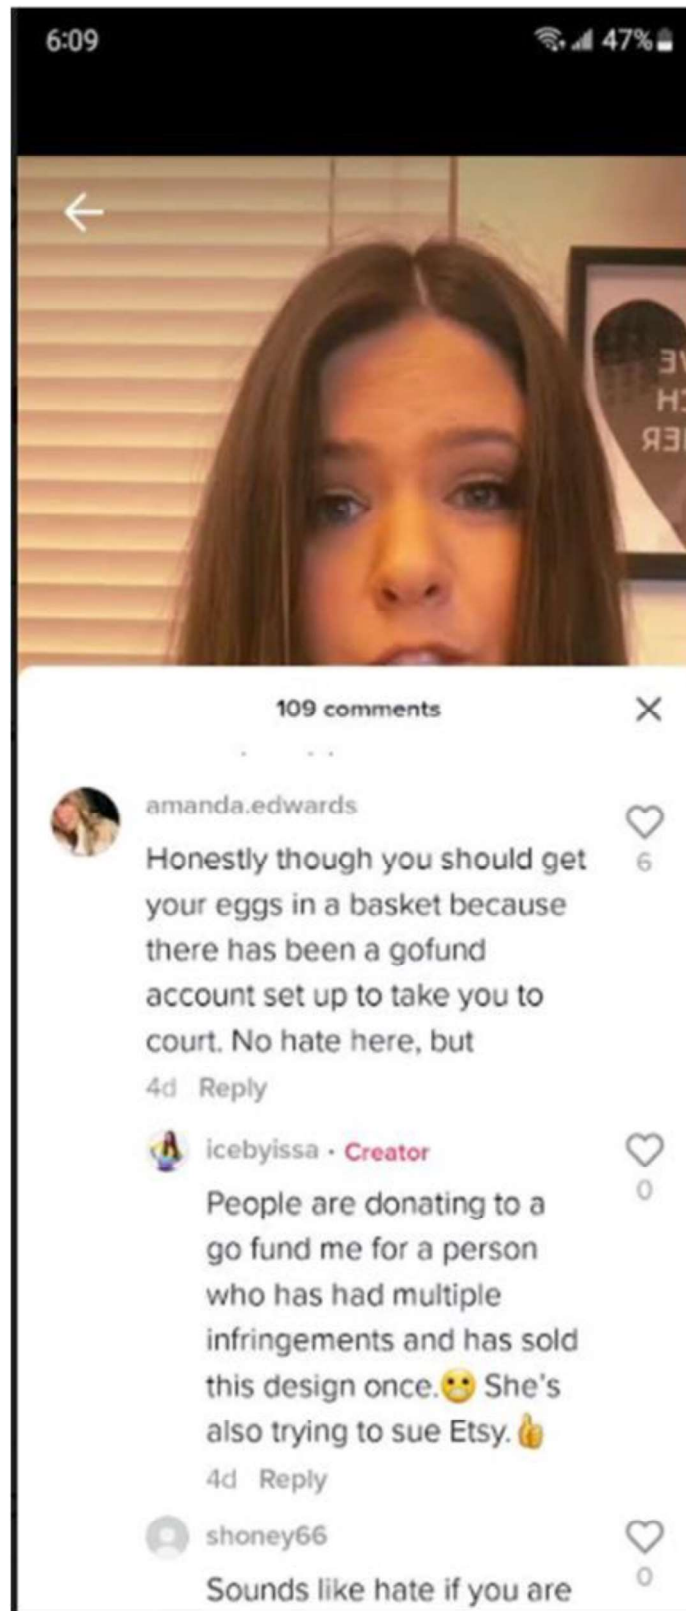 6:09
47%
109 comments
amanda.edwards
Honestly though you should get
6
your eggs in a basket because
there has been a gofund
account set up to take you to
court. No hate here, but
4d Reply
icebyissa · Creator
People are donating to a
0
go fund me for a person
who has had multiple
infringements and has sold
this design once.😬 She's
also trying to sue Etsy.👍
4d Reply
shoney66
Sounds like hate if you are
0